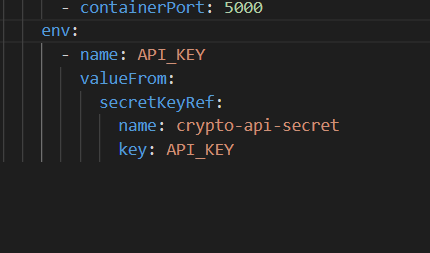 - containerPort: 5000
env:
- name: API_KEY
valueFrom:
secretKeyRef:
name: crypto-api-secret
key: API_KEY